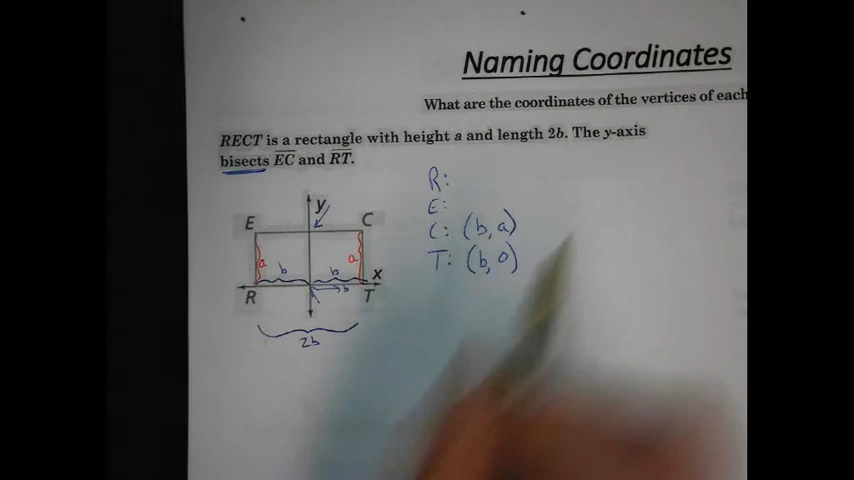 Naming Coordinates
What are the coordinates of the vertices of each
RECT is a rectangle with height a and length 2b. The y-axis
bisects EC and RT.
R:
E:
C: (b, a)
T: (b, 0)
y
E C
a a
b b x
R b T
2b